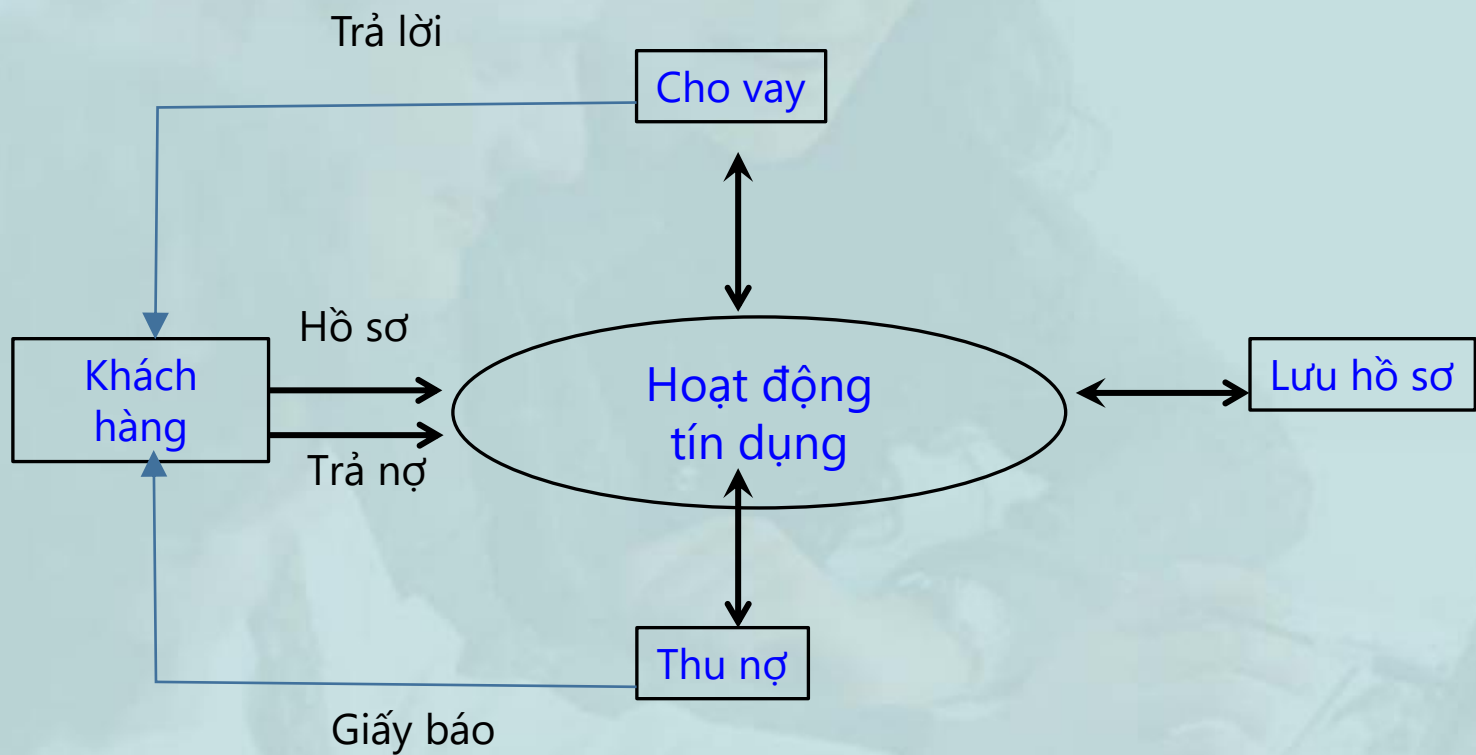 Trả lời
Cho vay
Hồ sơ
Khách
hàng
Hoạt động
tín dụng
Lưu hồ sơ
Trả nợ
Thu nợ
Giấy báo